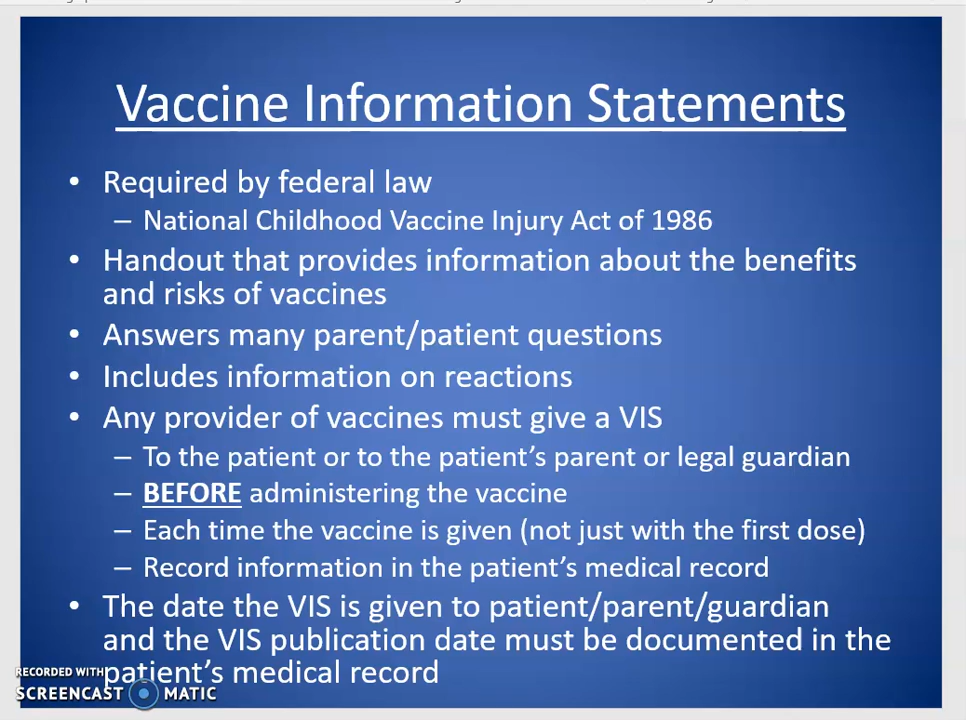 Vaccine Information Statements
• Required by federal law
– National Childhood Vaccine Injury Act of 1986
• Handout that provides information about the benefits
and risks of vaccines
• Answers many parent/patient questions
• Includes information on reactions
• Any provider of vaccines must give a VIS
– To the patient or to the patient's parent or legal guardian
– BEFORE administering the vaccine
– Each time the vaccine is given (not just with the first dose)
– Record information in the patient's medical record
• The date the VIS is given to patient/parent/guardian
and the VIS publication date must be documented in the
patient's medical record
RECORDED WITH
SCREENCAST MATIC